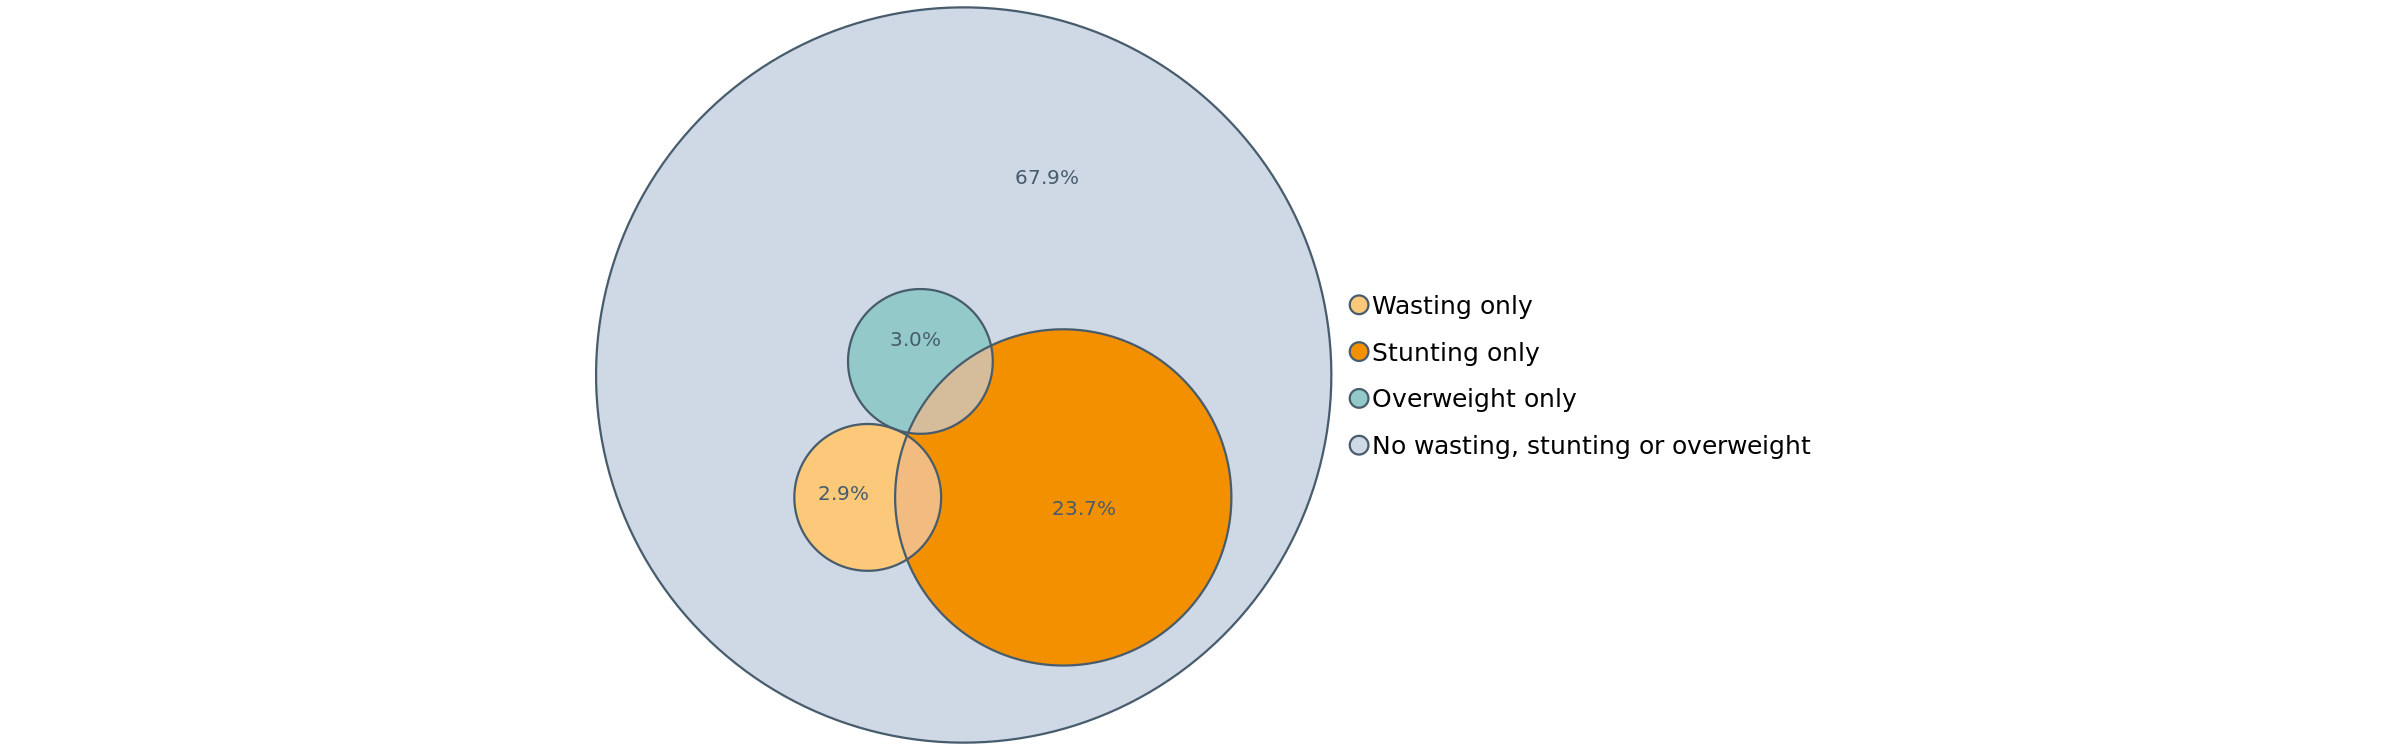 67.9%
3.0%
2.9%
23.7%
Wasting only
Stunting only
Overweight only
No wasting, stunting or overweight